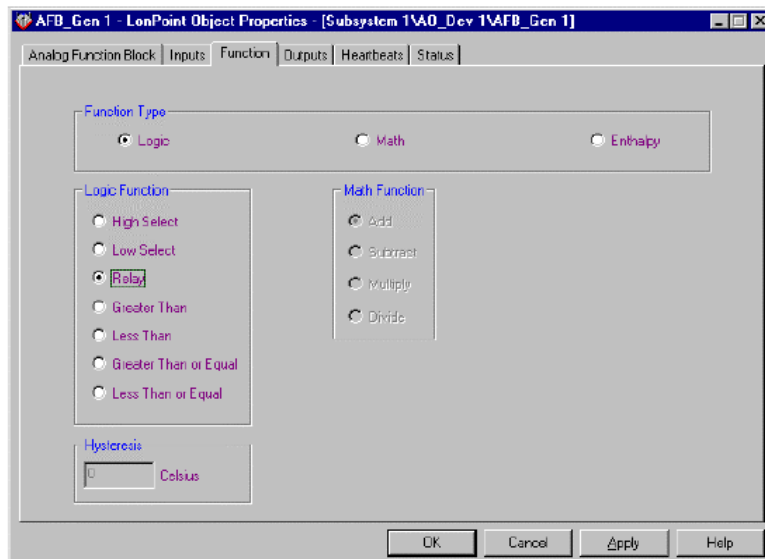 AFB_Gen 1 - LonPoint Object Properties - [Subsystem 1\AO_Dev 1\AFB_Gen 1]
Analog Function Block Inputs Function Outputs Heartbeats Status
Function Type
Logic Math Enthalpy
Logic Function Math Function
High Select Add
Low Select Subtract
Relay Multiply
Greater Than Divide
Less Than
Greater Than or Equal
Less Than or Equal
Hysteresis
0 Celsius
OK Cancel Apply Help